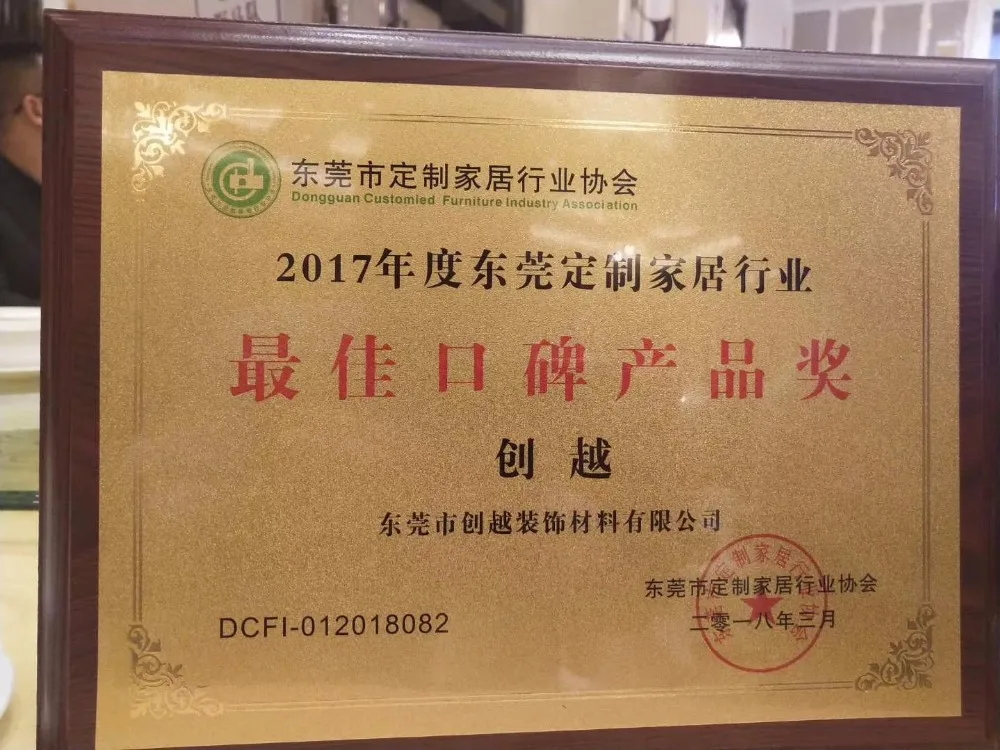 东莞市定制家居行业协会
Dongguan Customied Furniture Industry Association
2017年度东莞定制家居行业
最佳口碑产品奖
创越
东莞市创越装饰材料有限公司
东莞市定制家居行业协会
二零一八年三月
DCFI-012018082